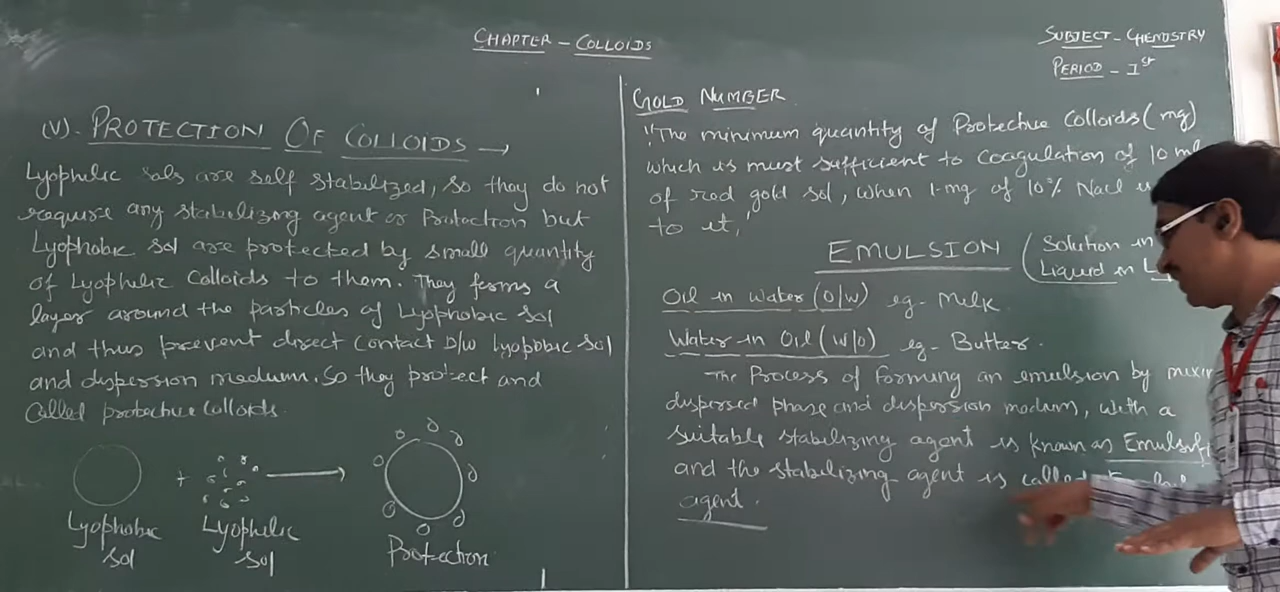 CHAPTER - COLLOIDS
SUBJECT - CHEMISTRY
PERIOD - 1st
(V). PROTECTION OF COLLOIDS →
Lyophilic sols are self stabilized, so they do not
require any stabilizing agent or Protection but
Lyophobic sol are protected by small quantity
of Lyophilic Colloids to them. They forms a
layer around the particles of Lyophobic sol
and thus prevent direct contact b/w lyopobic sol
and dispersion medium. So they protect and
Called protective colloids.
+ →
Lyophobic sol
Lyophilic sol
Protection
GOLD NUMBER
"The minimum quantity of Protective Colloids (mg)
which is must sufficient to coagulation of 10 ml
of red gold sol, when 1-mg of 10% Nacl
to it,"
EMULSION (Solution in
Liquid in
Oil in Water (O/W) eg- Milk.
Water in Oil (W/O) eg- Butter.
The Process of forming an emulsion by
dispersed phase and dispersion medium, with a
suitable stabilizing agent is known as
and the stabilizing agent is called
agent.